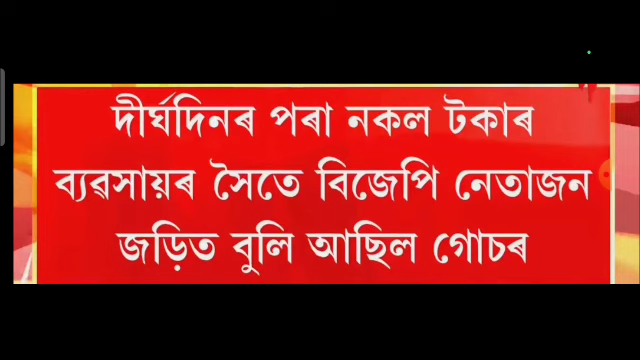 দীৰ্ঘদিনৰ পৰা নকল টকাৰ
ব্যৱসায়ৰ সৈতে বিজেপি নেতাজন
জড়িত বুলি আছিল গোচৰ